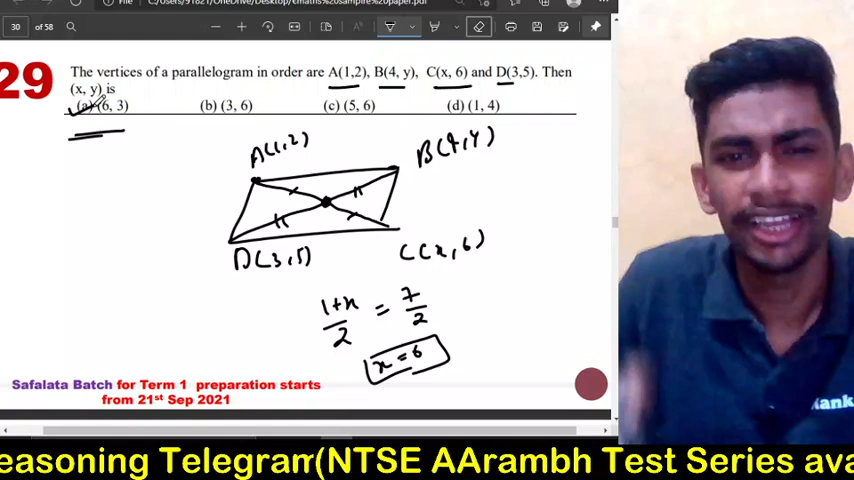 30 of 58
29
The vertices of a parallelogram in order are A(1,2), B(4, y), C(x, 6) and D(3,5). Then
(x, y) is
(a) (6, 3) (b) (3, 6) (c) (5, 6) (d) (1, 4)
A(1,2)
B(4,y)
D(3,5)
C(x,6)
1+x/2 = 7/2
x=6
Safalata Batch for Term 1 preparation starts
from 21st Sep 2021
easoning Telegram(NTSE AArambh Test Series ava